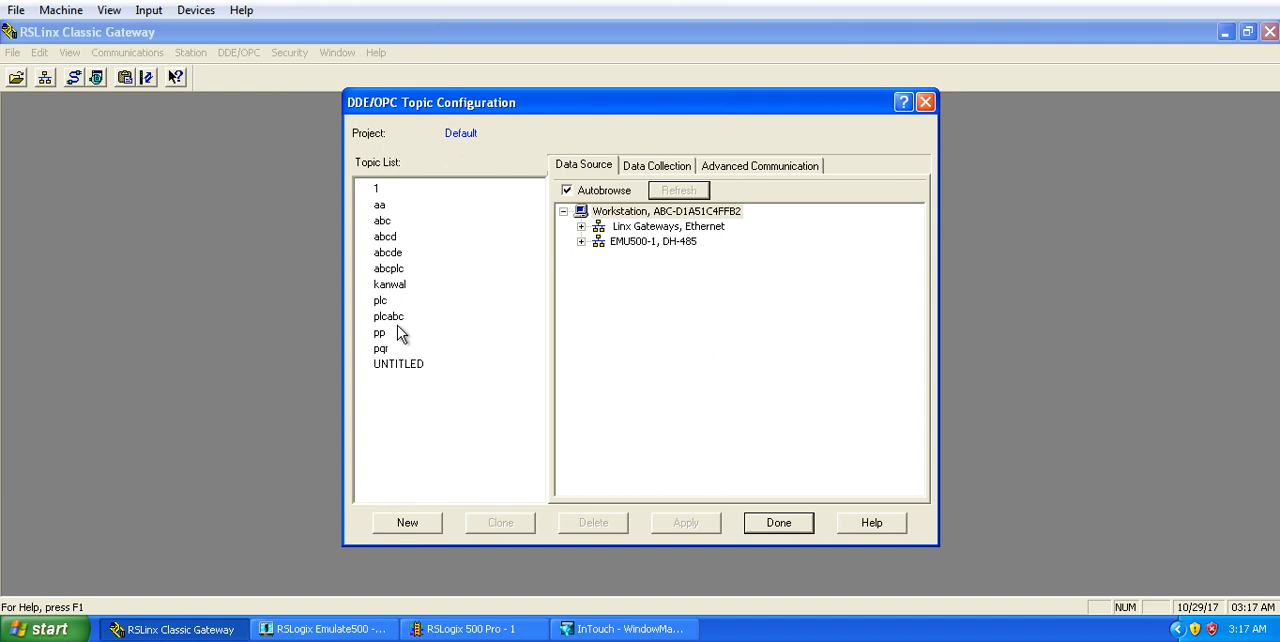 File Machine View Input Devices Help
RSLinx Classic Gateway
File Edit View Communications Station DDE/OPC Security Window Help
DDE/OPC Topic Configuration
Project: Default
Topic List:
Data Source Data Collection Advanced Communication
Autobrowse Refresh
1
aa
abc
abcd
abcde
abcplc
kanwal
plc
plcabc
pp
pqr
UNTITLED
Workstation, ABC-D1A51C4FFB2
Linx Gateways, Ethernet
EMU500-1, DH-485
New Clone Delete Apply Done Help
For Help, press F1 NUM 10/29/17 03:17 AM
start RSLinx Classic Gateway RSLogix Emulate500 -... RSLogix 500 Pro - 1 InTouch - WindowMa... 3:17 AM